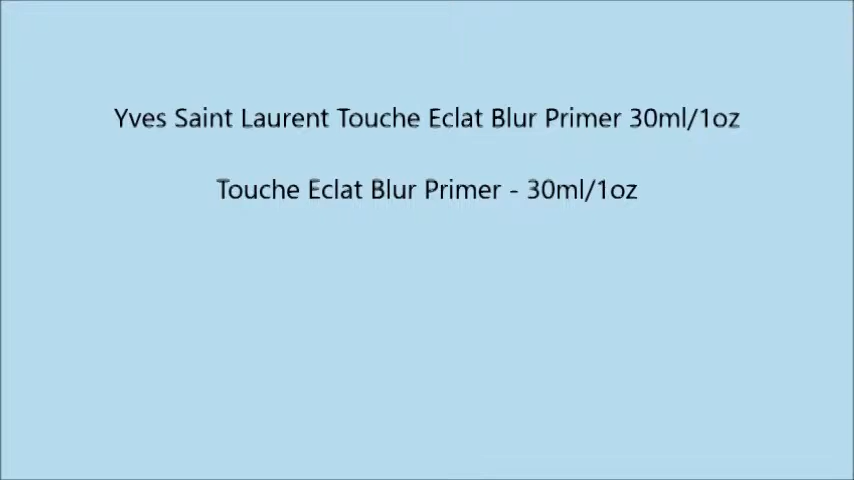 Yves Saint Laurent Touche Eclat Blur Primer 30ml/1oz
Touche Eclat Blur Primer - 30ml/1oz